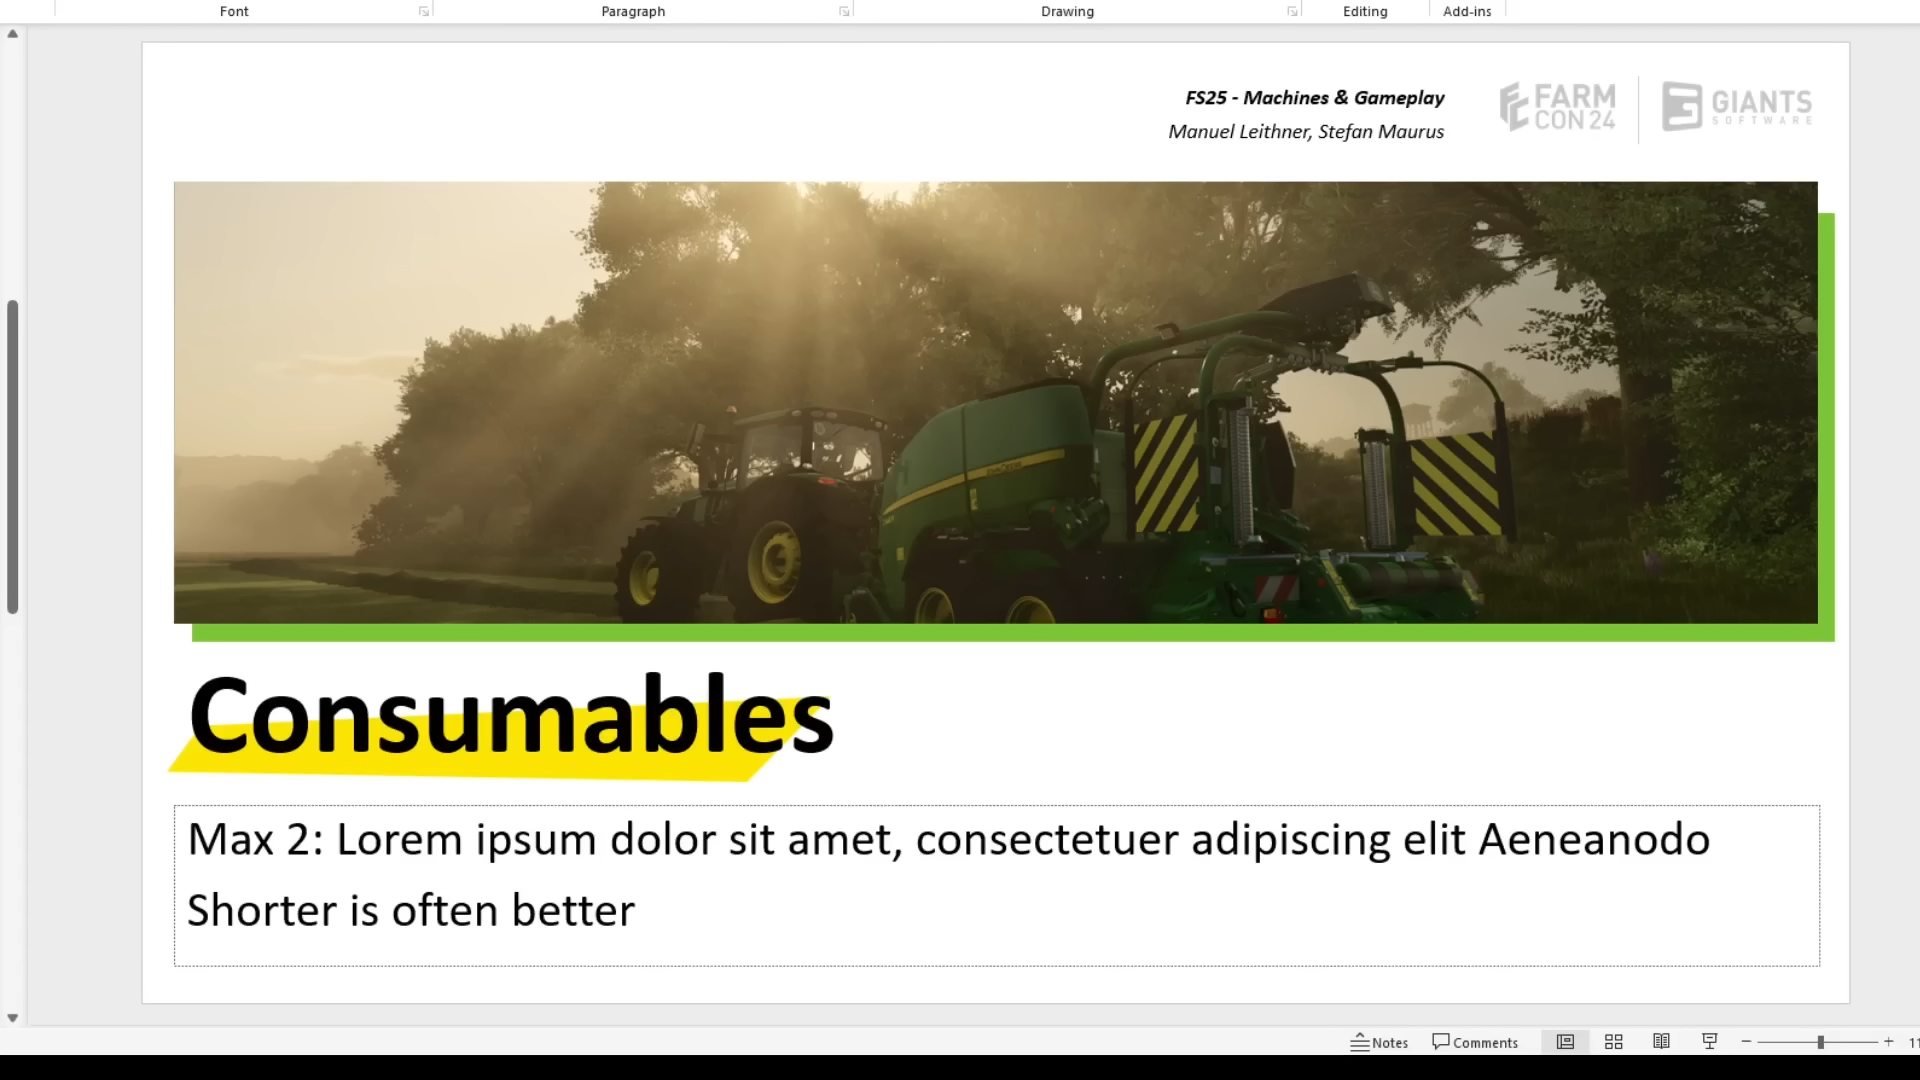 Font
Paragraph
Drawing
Editing
Add-ins
FS25 - Machines & Gameplay
Manuel Leithner, Stefan Maurus
FARM
CON 24
GIANTS
SOFTWARE
Consumables
Max 2: Lorem ipsum dolor sit amet, consectetuer adipiscing elit Aeneanodo
Shorter is often better
Notes
Comments